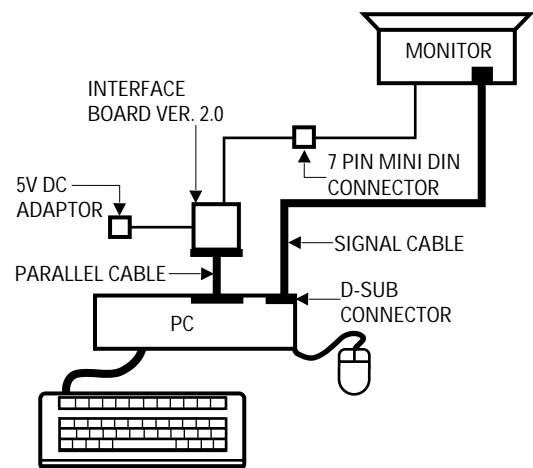 MONITOR
INTERFACE
BOARD VER. 2.0
7 PIN MINI DIN
CONNECTOR
5V DC
ADAPTOR
SIGNAL CABLE
PARALLEL CABLE
D-SUB
CONNECTOR
PC